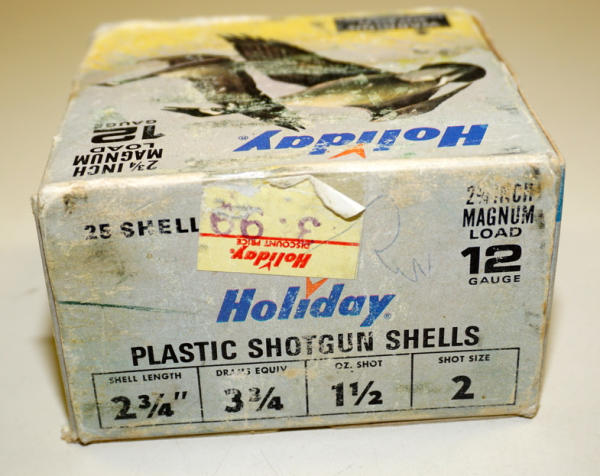 Holiday®
2¾ INCH
MAGNUM
LOAD
12
GAUGE
25 SHELL
3.99
DISCOUNT PRICE
Holiday
2¾ INCH
MAGNUM
LOAD
12
GAUGE
Holiday®
PLASTIC SHOTGUN SHELLS
SHELL LENGTH
2¾"
DRAMS EQUIV
3¾
OZ. SHOT
1½
SHOT SIZE
2